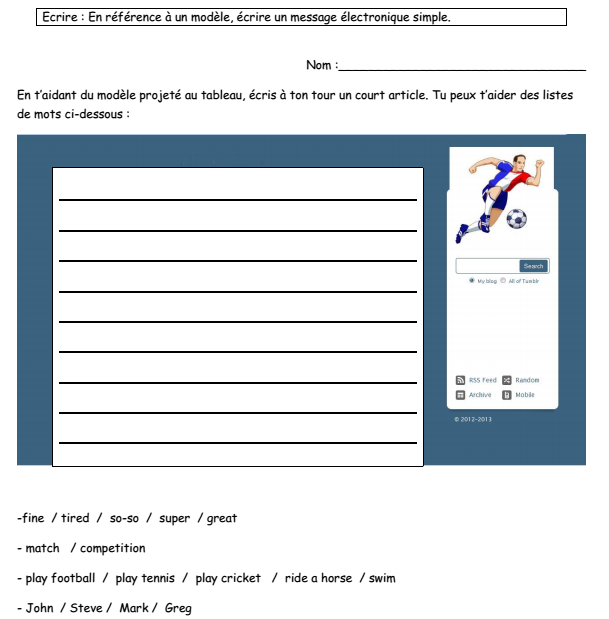 Ecrire : En référence à un modèle, écrire un message électronique simple.
Nom :___________________________________
En t'aidant du modèle projeté au tableau, écris à ton tour un court article. Tu peux t'aider des listes
de mots ci-dessous :
Search
My blog All of Tumblr
RSS Feed Random
Archive Mobile
© 2012-2013
-fine / tired / so-so / super / great
- match / competition
- play football / play tennis / play cricket / ride a horse / swim
- John / Steve / Mark / Greg